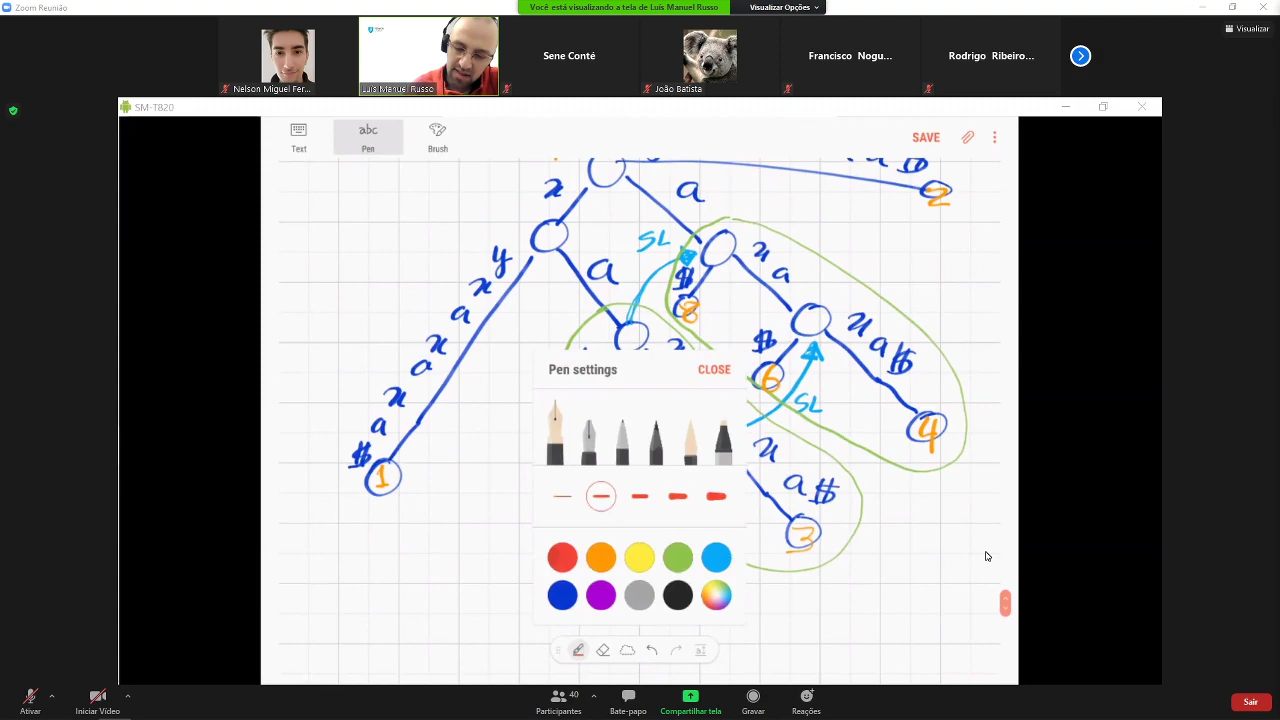 Zoom Reunião
Você está visualizando a tela de Luís Manuel Russo
Visualizar Opções
Visualizar
Nelson Miguel Fer...
Luís Manuel Russo
Sene Conté
João Batista
Francisco Nogu...
Rodrigo Ribeiro...
SM-T820
Text
abc
Pen
Brush
SAVE
a $
2
x
a
SL
y
x
a
x
a
x
a
$
1
a
$
8
x
a
x
a
$
$
6
4
SL
x
a
$
3
Pen settings
CLOSE
Ativar
Iniciar Vídeo
40
Participantes
Bate-papo
Compartilhar tela
Gravar
Reações
Sair